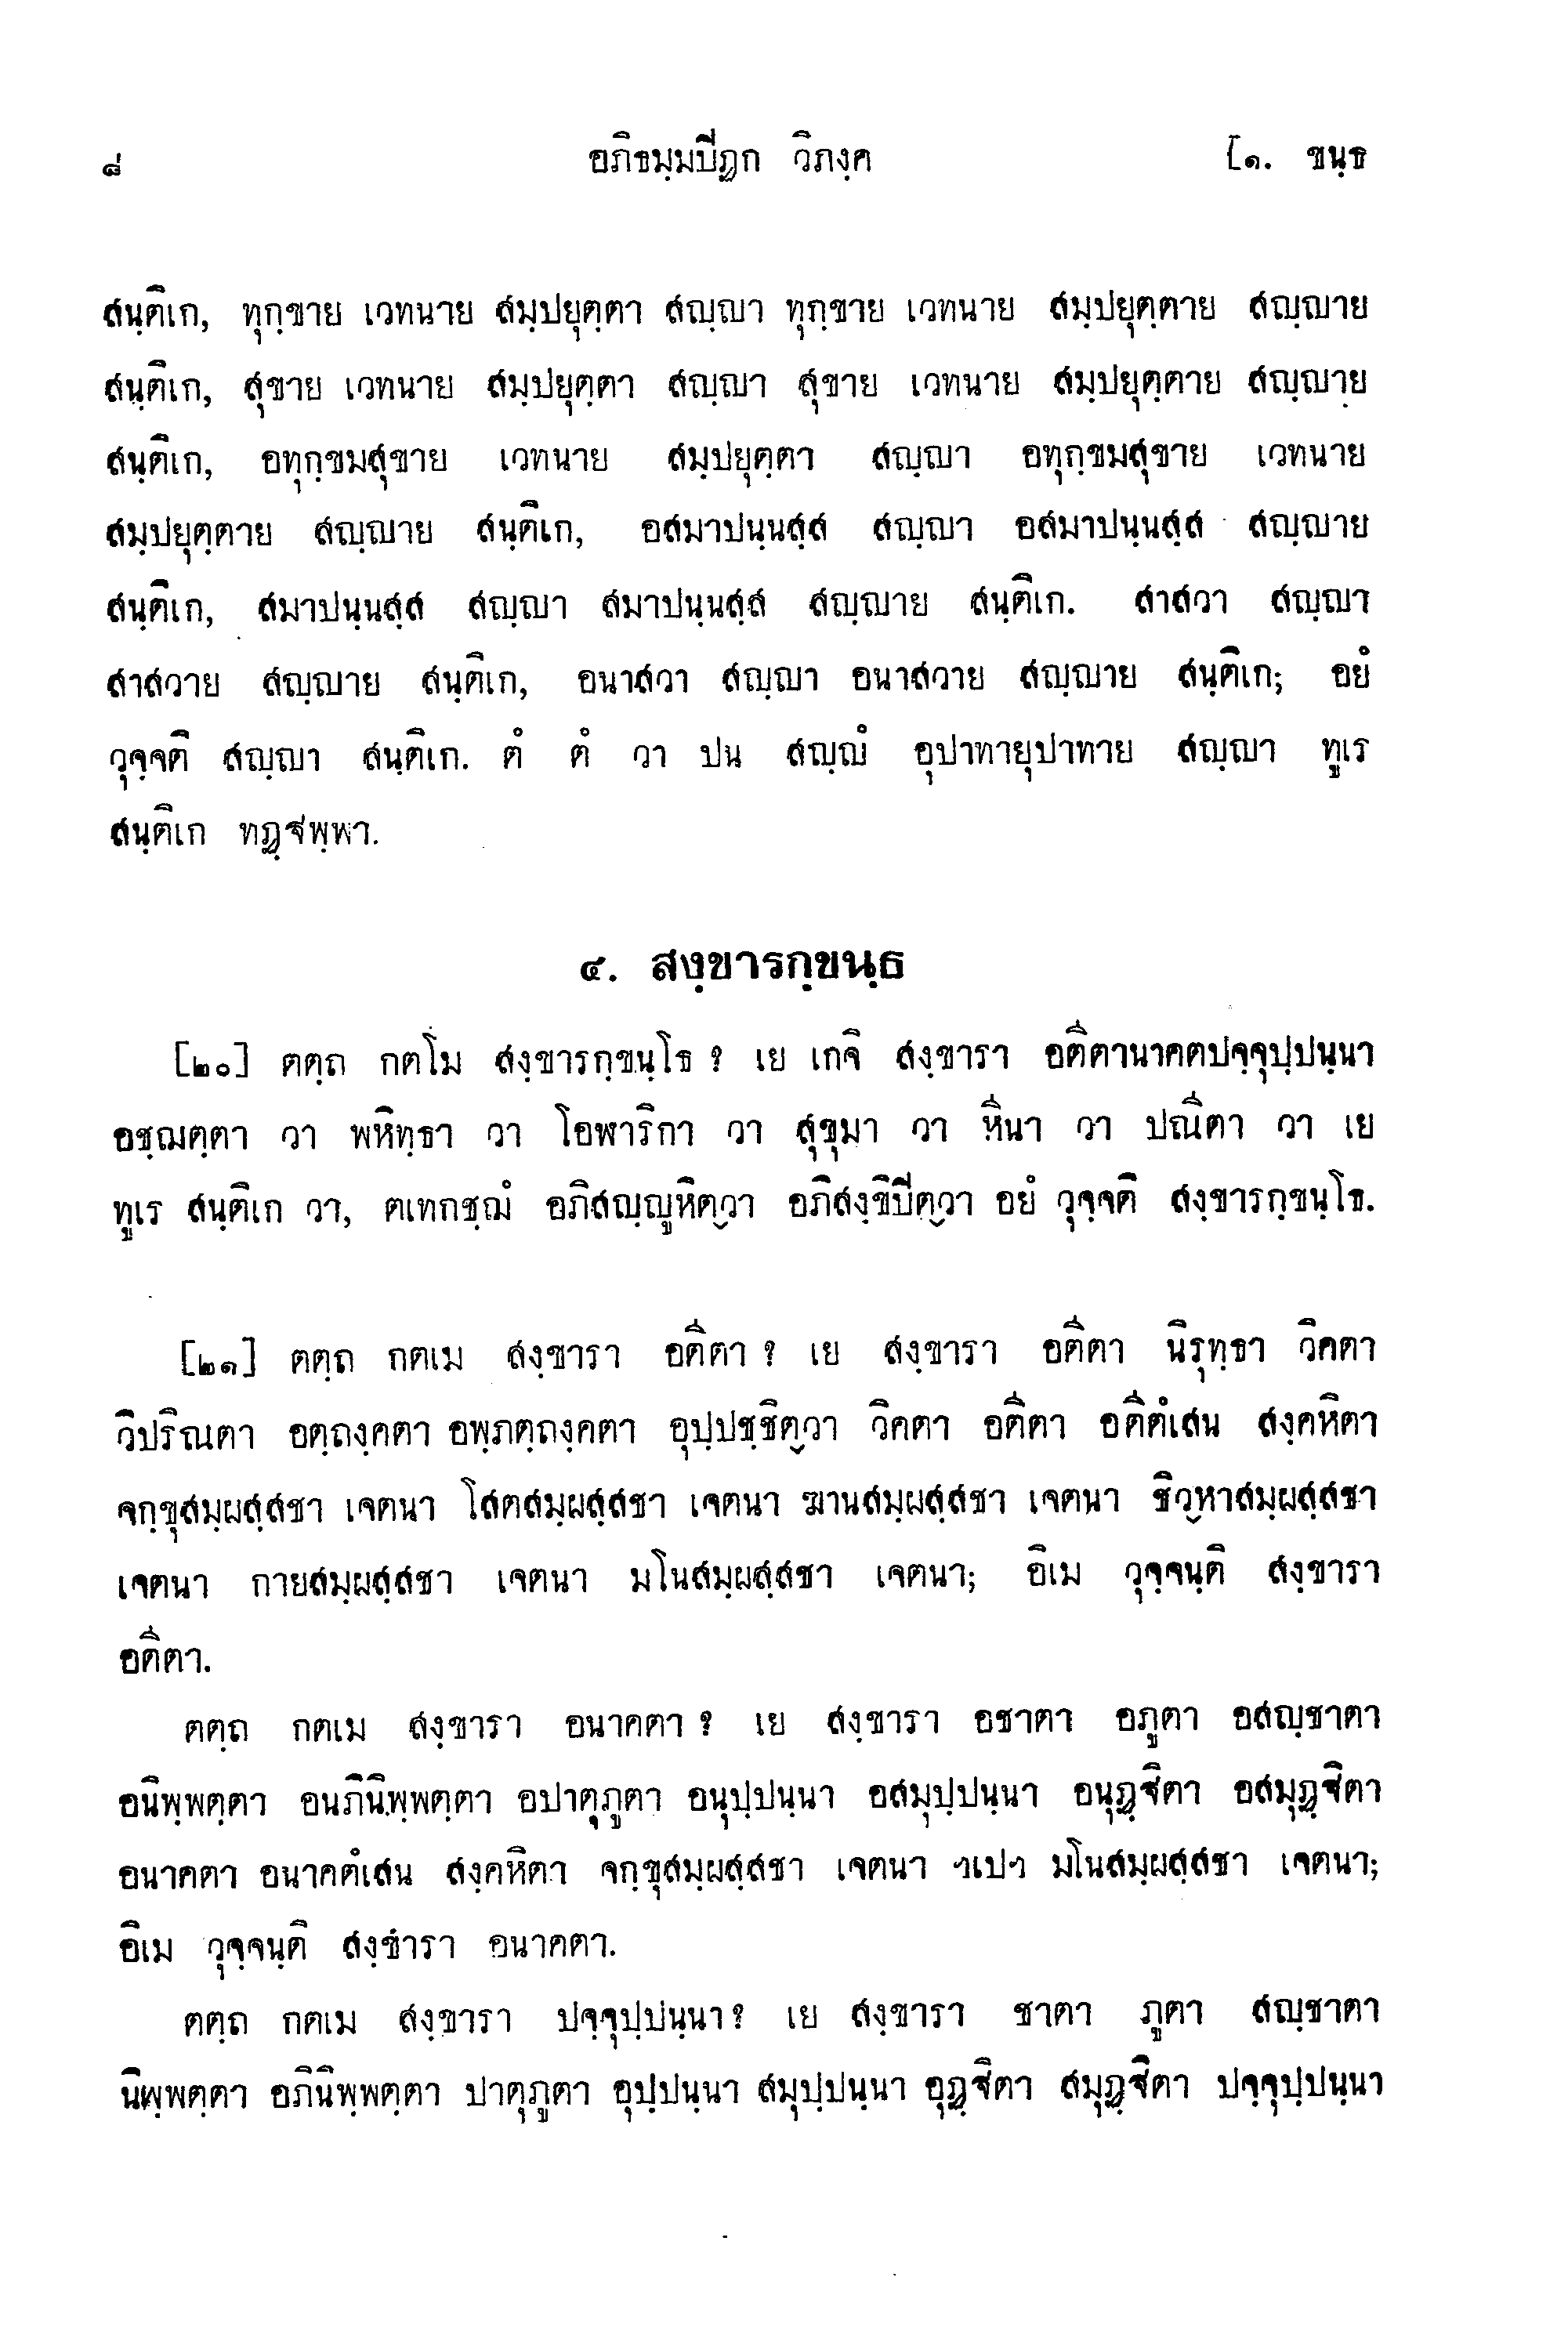 ๘ อภิธมฺมปีฏก วิภงฺค [๑. ขนฺธ
สนฺติเก, ทุกฺขาย เวทนาย สมฺปยุตฺตา สญฺญา ทุกฺขาย เวทนาย สมฺปยุตฺตาย สญฺญาย
สนฺติเก, สุขาย เวทนาย สมฺปยุตฺตา สญฺญา สุขาย เวทนาย สมฺปยุตฺตาย สญฺญาย
สนฺติเก, อทุกฺขมสุขาย เวทนาย สมฺปยุตฺตา สญฺญา อทุกฺขมสุขาย เวทนาย
สมฺปยุตฺตาย สญฺญาย สนฺติเก, อสมาปนฺนสฺส สญฺญา อสมาปนฺนสฺส สญฺญาย
สนฺติเก, สมาปนฺนสฺส สญฺญา สมาปนฺนสฺส สญฺญาย สนฺติเก. สาสวา สญฺญา
สาสวาย สญฺญาย สนฺติเก, อนาสวา สญฺญา อนาสวาย สญฺญาย สนฺติเก; อยํ
วุจฺจติ สญฺญา สนฺติเก. ตํ ตํ วา ปน สญฺญํ อุปาทายุปาทาย สญฺญา ทูเร
สนฺติเก ทฏฺฐพฺพา.
๔. สงฺขารกฺขนฺธ
[๒๐] ตตฺถ กตโม สงฺขารกฺขนฺโธ ? เย เกจิ สงฺขารา อตีตานาคตปจฺจุปฺปนฺนา
อชฺฌตฺตา วา พหิทฺธา วา โอฬาริกา วา สุขุมา วา หีนา วา ปณีตา วา เย
ทูเร สนฺติเก วา, ตเทกชฺฌํ อภิสญฺญูหิตฺวา อภิสงฺขิปิตฺวา อยํ วุจฺจติ สงฺขารกฺขนฺโธ.
[๒๑] ตตฺถ กตเม สงฺขารา อตีตา ? เย สงฺขารา อตีตา นิรุทฺธา วิคตา
วิปริณตา อตฺถงฺคตา อพฺภตฺถงฺคตา อุปฺปชฺชิตฺวา วิคตา อตีตา อตีตํเสน สงฺคหิตา
จกฺขุสมฺผสฺสชา เจตนา โสตสมฺผสฺสชา เจตนา ฆานสมฺผสฺสชา เจตนา ชิวฺหาสมฺผสฺสชา
เจตนา กายสมฺผสฺสชา เจตนา มโนสมฺผสฺสชา เจตนา; อิเม วุจฺจนฺติ สงฺขารา
อตีตา.
ตตฺถ กตเม สงฺขารา อนาคตา ? เย สงฺขารา อชาตา อภูตา อสญฺชาตา
อนิพฺพตฺตา อนภินิพฺพตฺตา อปาตุภูตา อนุปฺปนฺนา อสมุปฺปนฺนา อนุฏฺฐิตา อสมุฏฺฐิตา
อนาคตา อนาคตํเสน สงฺคหิตา จกฺขุสมฺผสฺสชา เจตนา ฯเปฯ มโนสมฺผสฺสชา เจตนา;
อิเม วุจฺจนฺติ สงฺขารา อนาคตา.
ตตฺถ กตเม สงฺขารา ปจฺจุปฺปนฺนา ? เย สงฺขารา ชาตา ภูตา สญฺชาตา
นิพฺพตฺตา อภินิพฺพตฺตา ปาตุภูตา อุปฺปนฺนา สมุปฺปนฺนา อุฏฺฐิตา สมุฏฺฐิตา ปจฺจุปฺปนฺนา